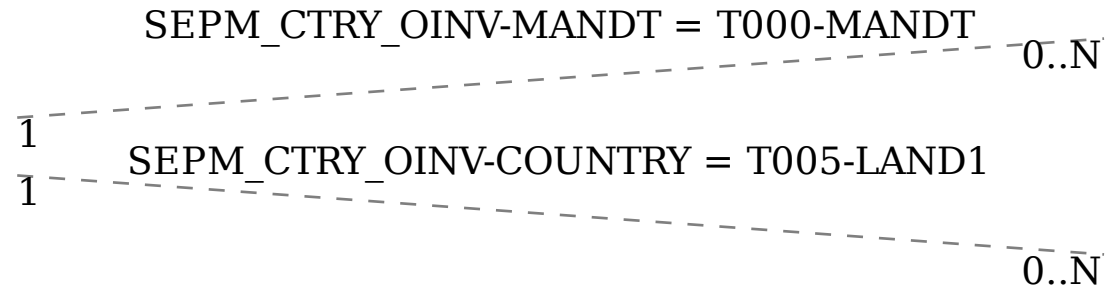 SEPM_CTRY_OINV-MANDT = T000-MANDT
0..N
1
SEPM_CTRY_OINV-COUNTRY = T005-LAND1
1
0..N